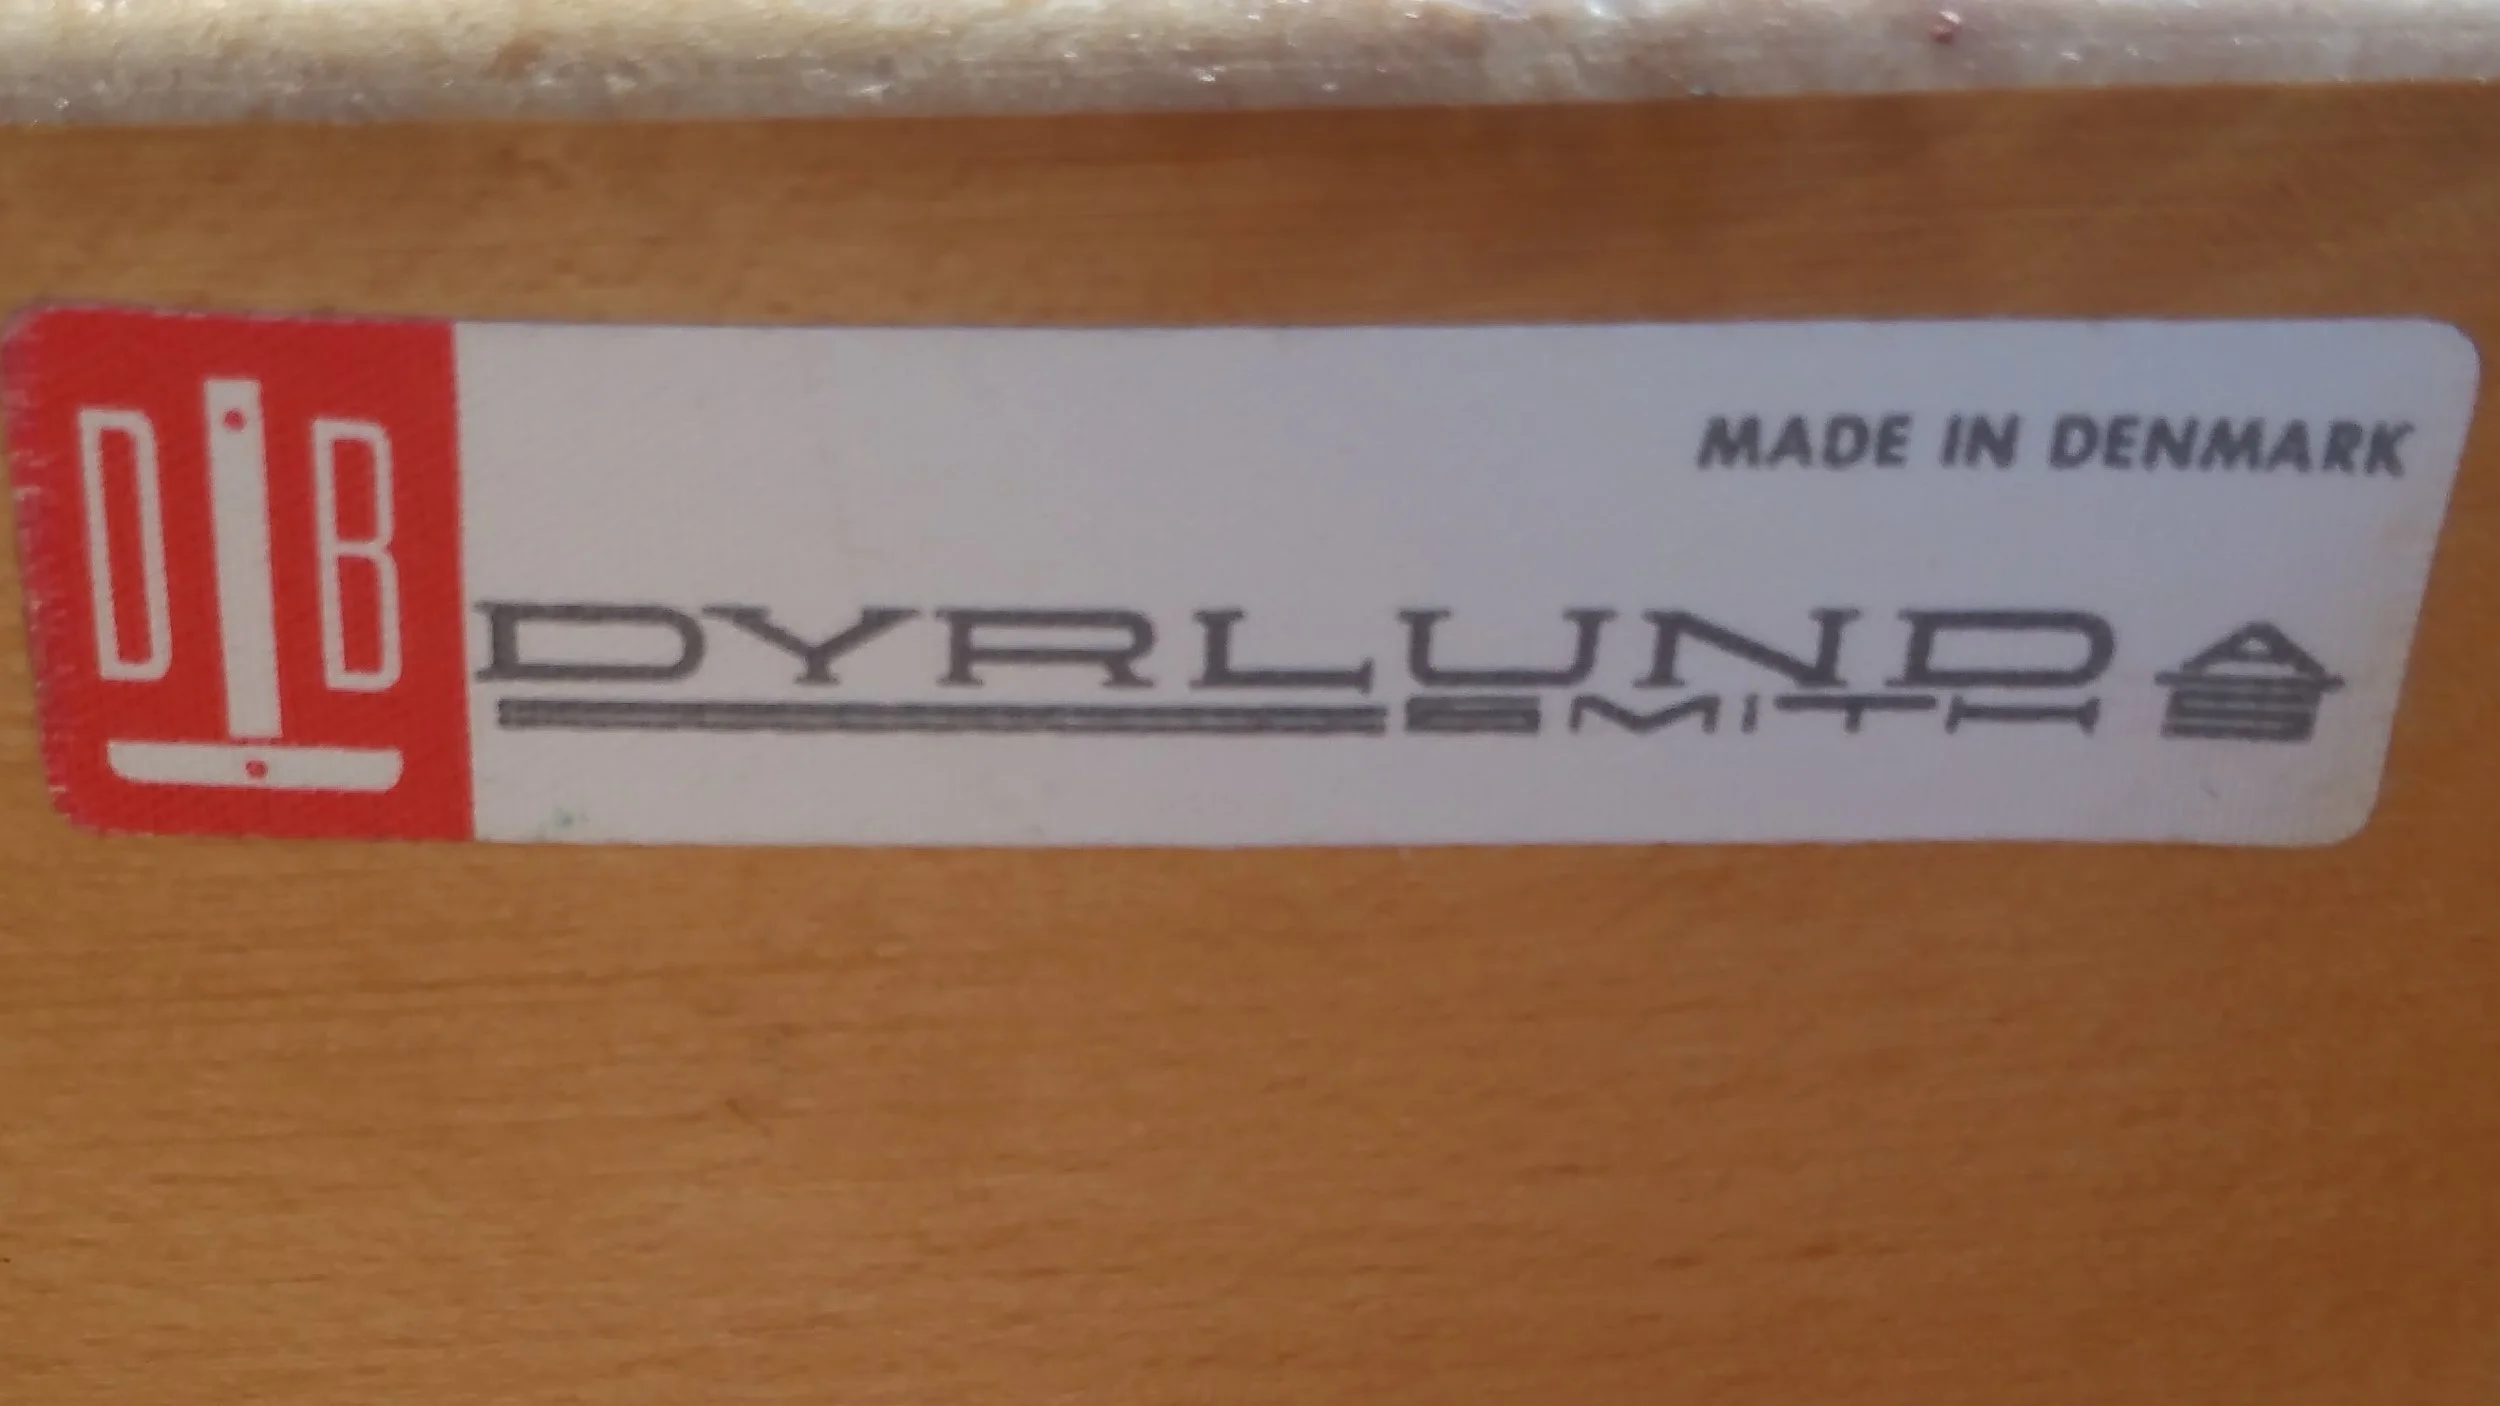 DB
MADE IN DENMARK
DYRLUND
SMITH